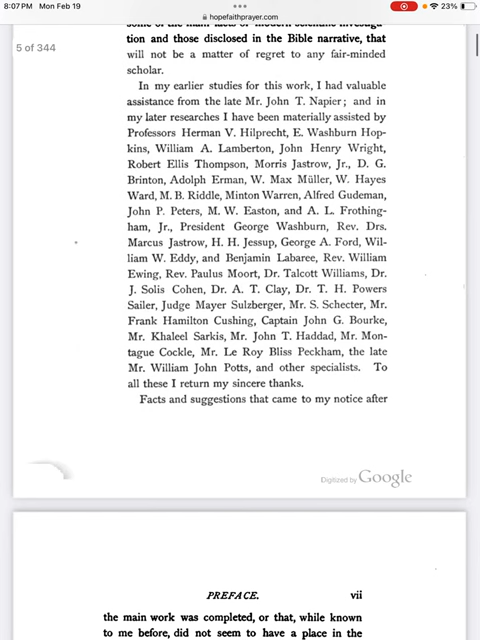 8:07 PM Mon Feb 19
23%
hopefaithprayer.com
5 of 344
some of the main facts of modern scientific investiga-
tion and those disclosed in the Bible narrative, that
will not be a matter of regret to any fair-minded
scholar.
In my earlier studies for this work, I had valuable
assistance from the late Mr. John T. Napier; and in
my later researches I have been materially assisted by
Professors Herman V. Hilprecht, E. Washburn Hop-
kins, William A. Lamberton, John Henry Wright,
Robert Ellis Thompson, Morris Jastrow, Jr., D. G.
Brinton, Adolph Erman, W. Max Müller, W. Hayes
Ward, M. B. Riddle, Minton Warren, Alfred Gudeman,
John P. Peters, M. W. Easton, and A. L. Frothing-
ham, Jr., President George Washburn, Rev. Drs.
Marcus Jastrow, H. H. Jessup, George A. Ford, Wil-
liam W. Eddy, and Benjamin Labaree, Rev. William
Ewing, Rev. Paulus Moort, Dr. Talcott Williams, Dr.
J. Solis Cohen, Dr. A. T. Clay, Dr. T. H. Powers
Sailer, Judge Mayer Sulzberger, Mr. S. Schecter, Mr.
Frank Hamilton Cushing, Captain John G. Bourke,
Mr. Khaleel Sarkis, Mr. John T. Haddad, Mr. Mon-
tague Cockle, Mr. Le Roy Bliss Peckham, the late
Mr. William John Potts, and other specialists. To
all these I return my sincere thanks.
Facts and suggestions that came to my notice after
Digitized by Google
PREFACE. vii
the main work was completed, or that, while known
to me before, did not seem to have a place in the